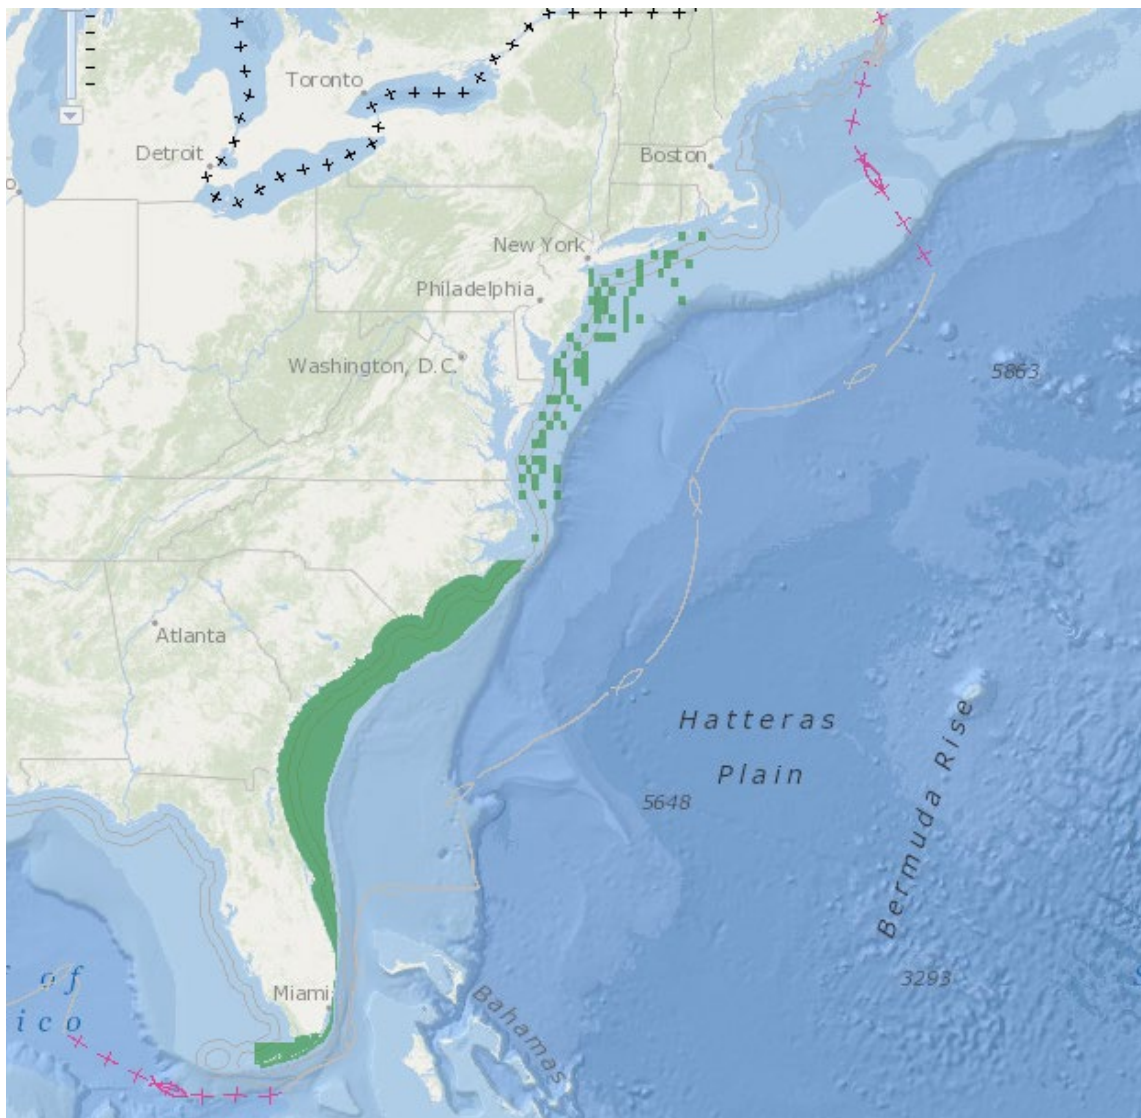 Toronto
Detroit
o
Boston
New York
Philadelphia
Washington, D.C.
5863
Atlanta
Hatteras
Plain
5648
Bermuda Rise
of
ico
Miami
3293
Bahamas